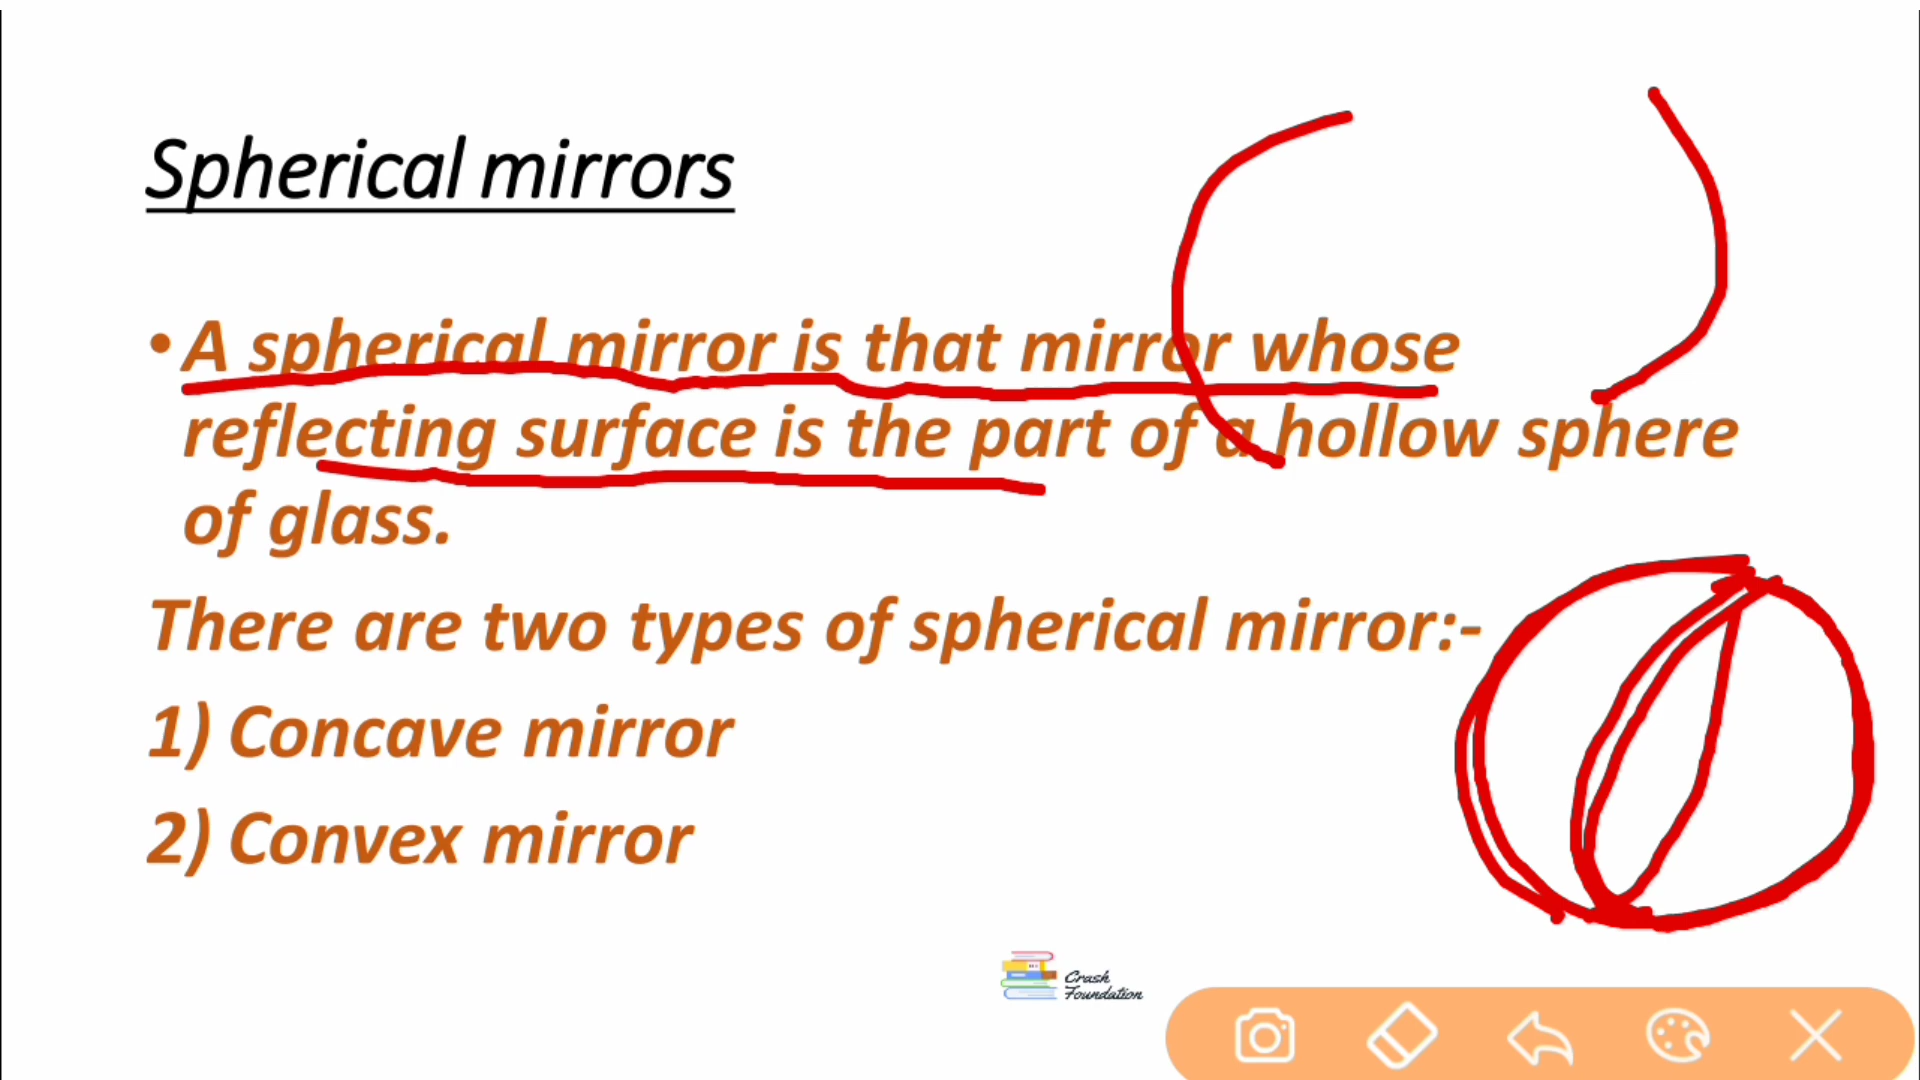 Spherical mirrors
• A spherical mirror is that mirror whose
reflecting surface is the part of a hollow sphere
of glass.
There are two types of spherical mirror:-
1) Concave mirror
2) Convex mirror
Crash
Foundation